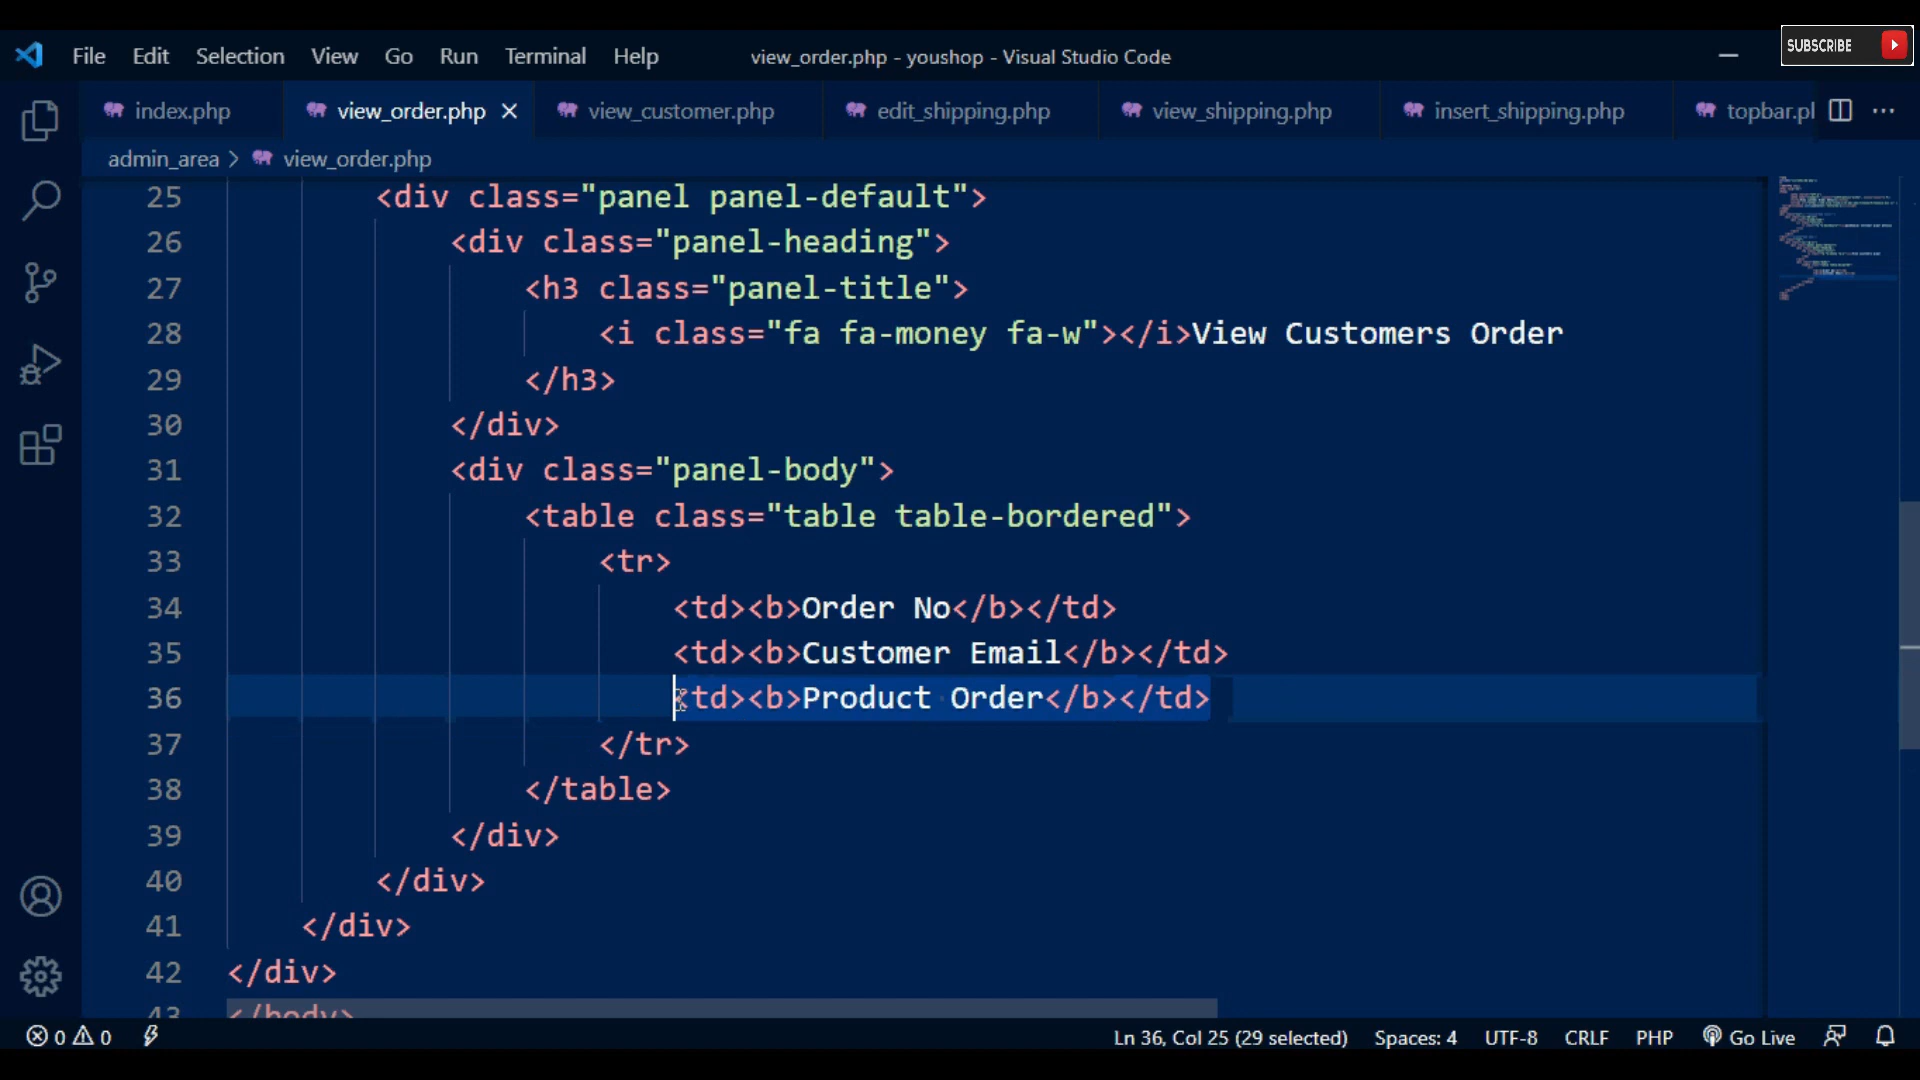 File Edit Selection View Go Run Terminal Help view_order.php - youshop - Visual Studio Code SUBSCRIBE
index.php view_order.php view_customer.php edit_shipping.php view_shipping.php insert_shipping.php topbar.p
admin_area > view_order.php
25 <div class="panel panel-default">
26 <div class="panel-heading">
27 <h3 class="panel-title">
28 <i class="fa fa-money fa-w"></i>View Customers Order
29 </h3>
30 </div>
31 <div class="panel-body">
32 <table class="table table-bordered">
33 <tr>
34 <td><b>Order No</b></td>
35 <td><b>Customer Email</b></td>
36 <td><b>Product Order</b></td>
37 </tr>
38 </table>
39 </div>
40 </div>
41 </div>
42 </div>
43 </body>
0 0 Ln 36, Col 25 (29 selected) Spaces: 4 UTF-8 CRLF PHP Go Live